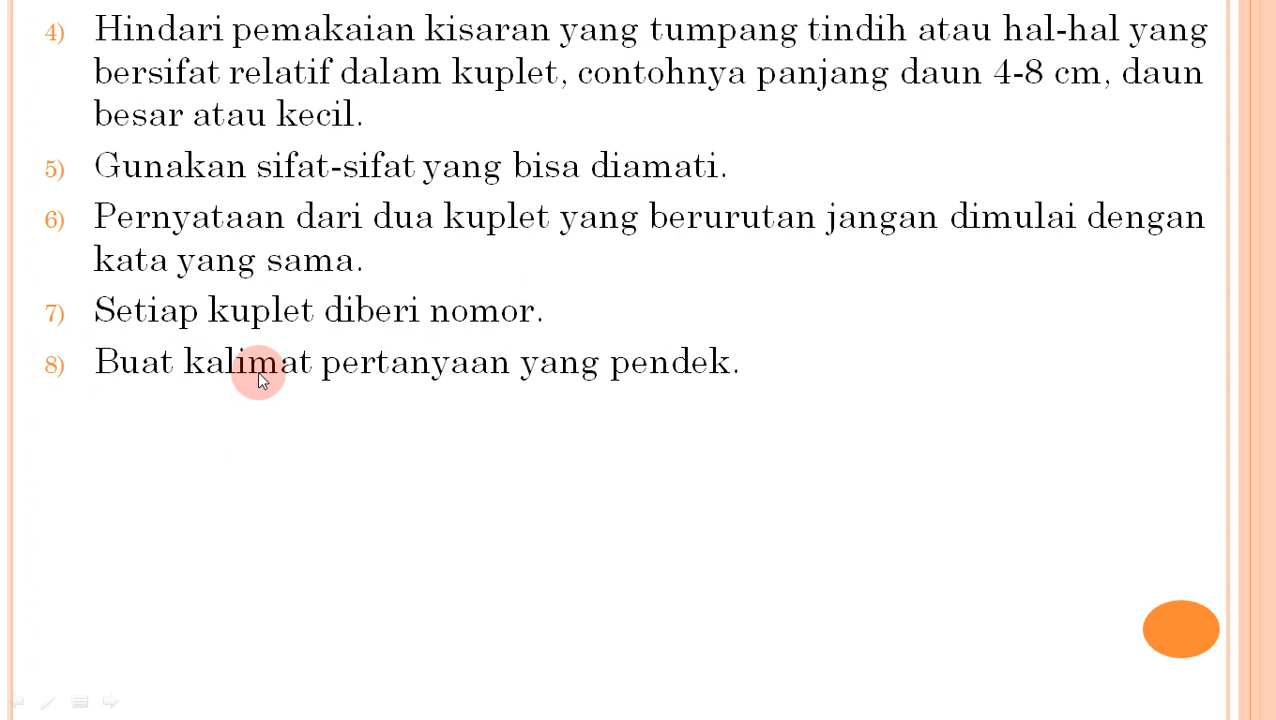 4) Hindari pemakaian kisaran yang tumpang tindih atau hal-hal yang
bersifat relatif dalam kuplet, contohnya panjang daun 4-8 cm, daun
besar atau kecil.
5) Gunakan sifat-sifat yang bisa diamati.
6) Pernyataan dari dua kuplet yang berurutan jangan dimulai dengan
kata yang sama.
7) Setiap kuplet diberi nomor.
8) Buat kalimat pertanyaan yang pendek.